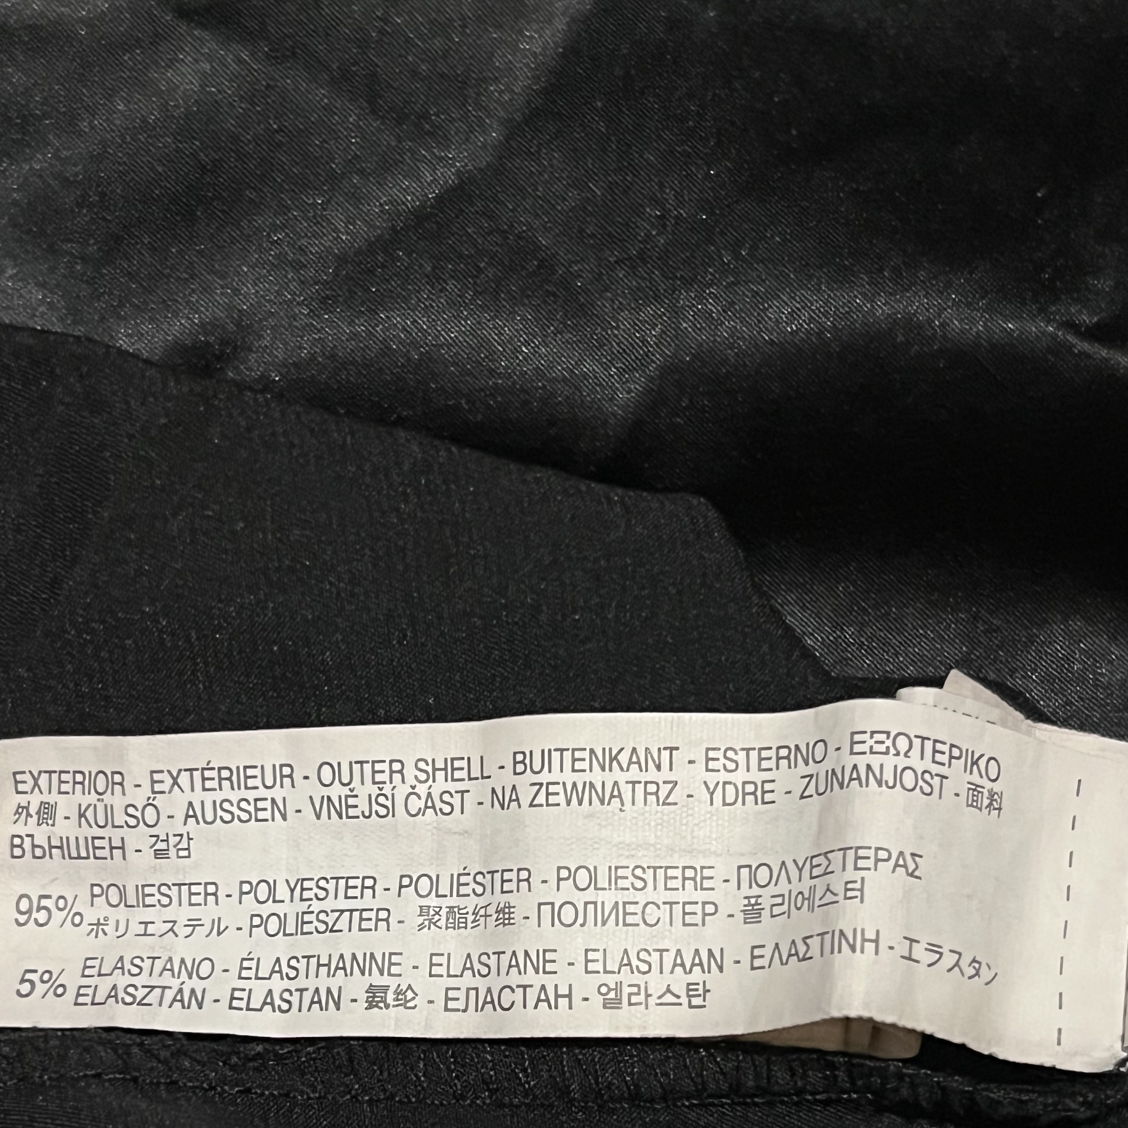 EXTERIOR - EXTÉRIEUR - OUTER SHELL - BUITENKANT - ESTERNO - ΕΞΩΤΕΡΙΚΟ
外側 - KÜLSŐ - AUSSEN - VNĚJŠÍ ČÁST - NA ZEWNĄTRZ - YDRE - ZUNANJOST - 面料
ВЪНШЕН - 겉감
95% POLIESTER - POLYESTER - POLIÉSTER - POLIESTERE - ΠΟΛΥΕΣΤΕΡΑΣ
ポリエステル - POLIÉSZTER - 聚酯纤维 - ПОЛИЕСТЕР - 폴리에스터
5% ELASTANO - ÉLASTHANNE - ELASTANE - ELASTAAN - ΕΛΑΣΤΙΝΗ - エラスタン
ELASZTÁN - ELASTAN - 氨纶 - ЕЛАСТАН - 엘라스탄